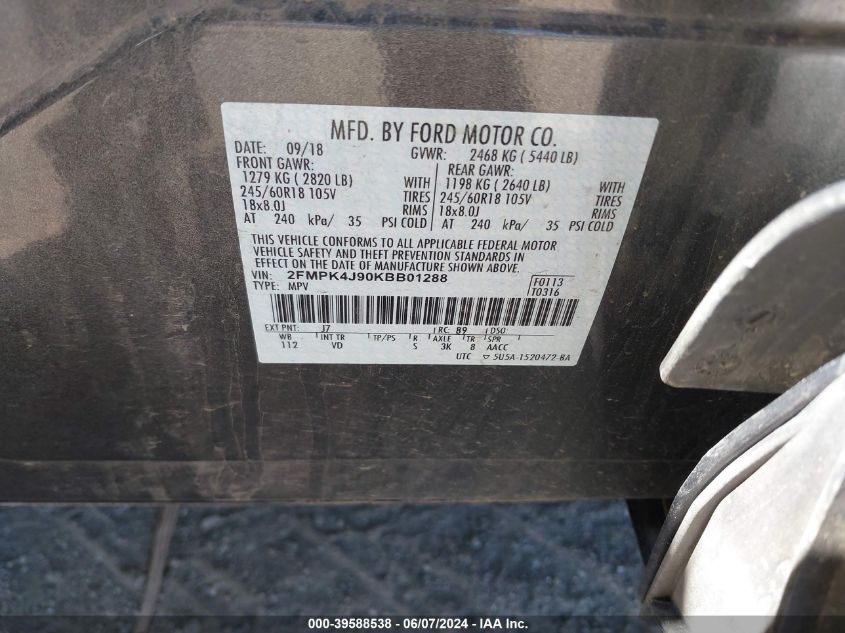 MFD. BY FORD MOTOR CO.
DATE: 09/18 GVWR: 2468 KG ( 5440 LB)
FRONT GAWR: REAR GAWR:
1279 KG ( 2820 LB) WITH 1198 KG ( 2640 LB) WITH
245/60R18 105V TIRES 245/60R18 105V TIRES
18x8.0J RIMS 18x8.0J RIMS
AT 240 kPa/ 35 PSI COLD AT 240 kPa/ 35 PSI COLD
THIS VEHICLE CONFORMS TO ALL APPLICABLE FEDERAL MOTOR
VEHICLE SAFETY AND THEFT PREVENTION STANDARDS IN
EFFECT ON THE DATE OF MANUFACTURE SHOWN ABOVE.
VIN: 2FMPK4J90KBB01288 F0113
TYPE: MPV T0316
EXT PNT: J7 RC: 89 DSO:
WB INT TR TP/PS R AXLE TR SPR
112 VD S 3K 8 AACC
UTC ▽ 5U5A-1520472-BA
000-39588538 - 06/07/2024 - IAA Inc.